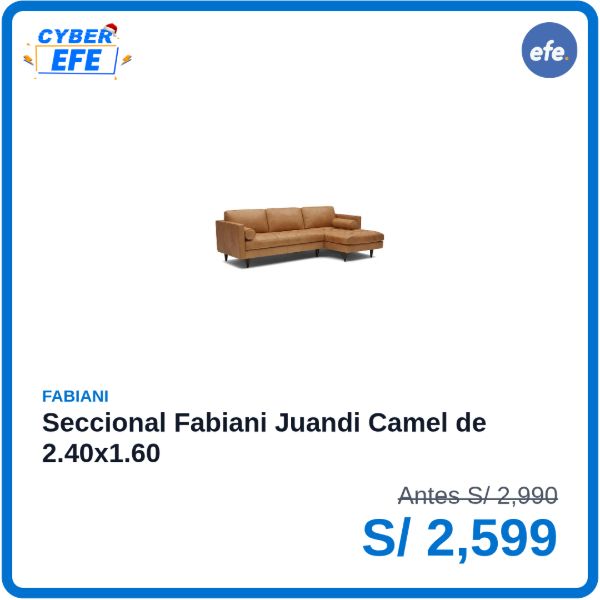 CYBER
EFE
efe.
FABIANI
Seccional Fabiani Juandi Camel de
2.40x1.60
Antes S/ 2,990
S/ 2,599